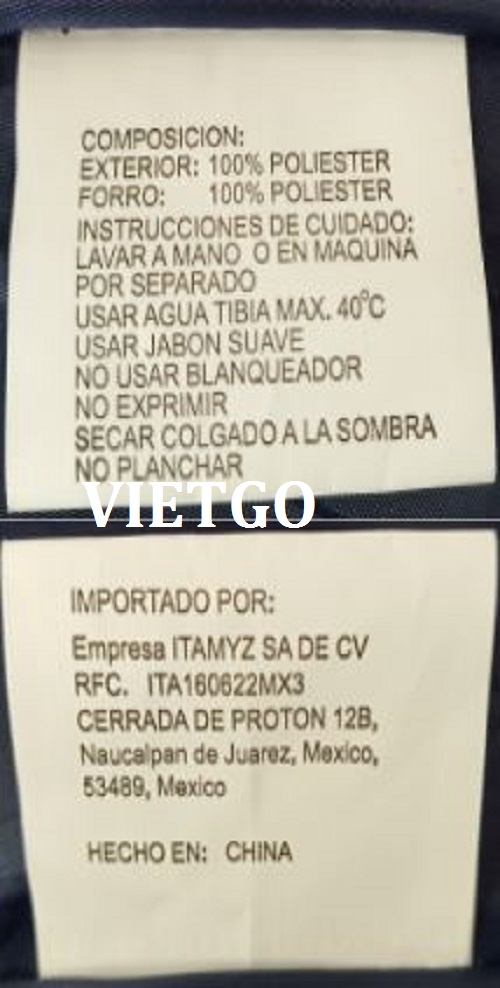 COMPOSICION:
EXTERIOR: 100% POLIESTER
FORRO: 100% POLIESTER
INSTRUCCIONES DE CUIDADO:
LAVAR A MANO O EN MAQUINA
POR SEPARADO
USAR AGUA TIBIA MAX. 40°C
USAR JABON SUAVE
NO USAR BLANQUEADOR
NO EXPRIMIR
SECAR COLGADO A LA SOMBRA
NO PLANCHAR
VIETGO
IMPORTADO POR:
Empresa ITAMYZ SA DE CV
RFC. ITA160622MX3
CERRADA DE PROTON 12B,
Naucalpan de Juarez, Mexico,
53489, Mexico
HECHO EN: CHINA